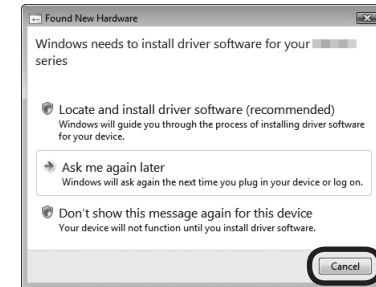 Found New Hardware
Windows needs to install driver software for your
series
Locate and install driver software (recommended)
Windows will guide you through the process of installing driver software
for your device.
Ask me again later
Windows will ask again the next time you plug in your device or log on.
Don't show this message again for this device
Your device will not function until you install driver software.
Cancel